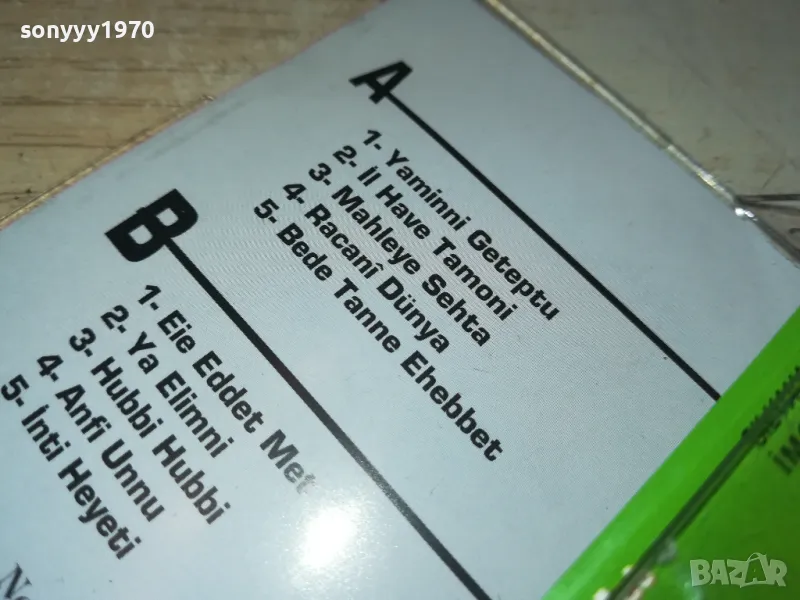 sonyyy1970
A
1- Yaminni Geteptu
2- İl Have Tamoni
3- Mahleye Sehta
4- Racanî Dünya
5- Bede Tanne Ehebbet
B
1- Eie Eddet Met
2- Ya Elimni
3- Hubbi Hubbi
4- Anfi Unnu
5- İnti Heyeti
BAZAR